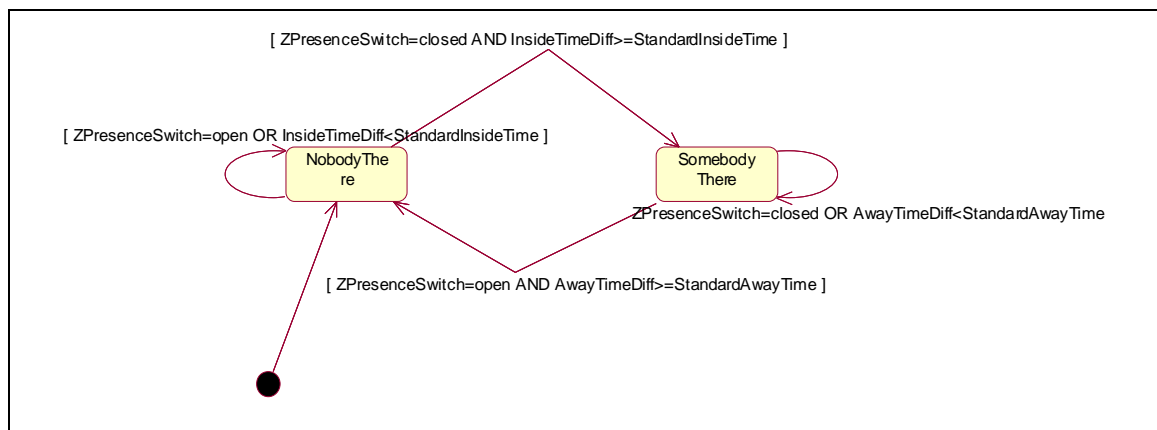 [ ZPresenceSwitch=closed AND InsideTimeDiff>=StandardInsideTime ]
[ ZPresenceSwitch=open OR InsideTimeDiff<StandardInsideTime ]
NobodyThe
re
Somebody
There
ZPresenceSwitch=closed OR AwayTimeDiff<StandardAwayTime
[ ZPresenceSwitch=open AND AwayTimeDiff>=StandardAwayTime ]